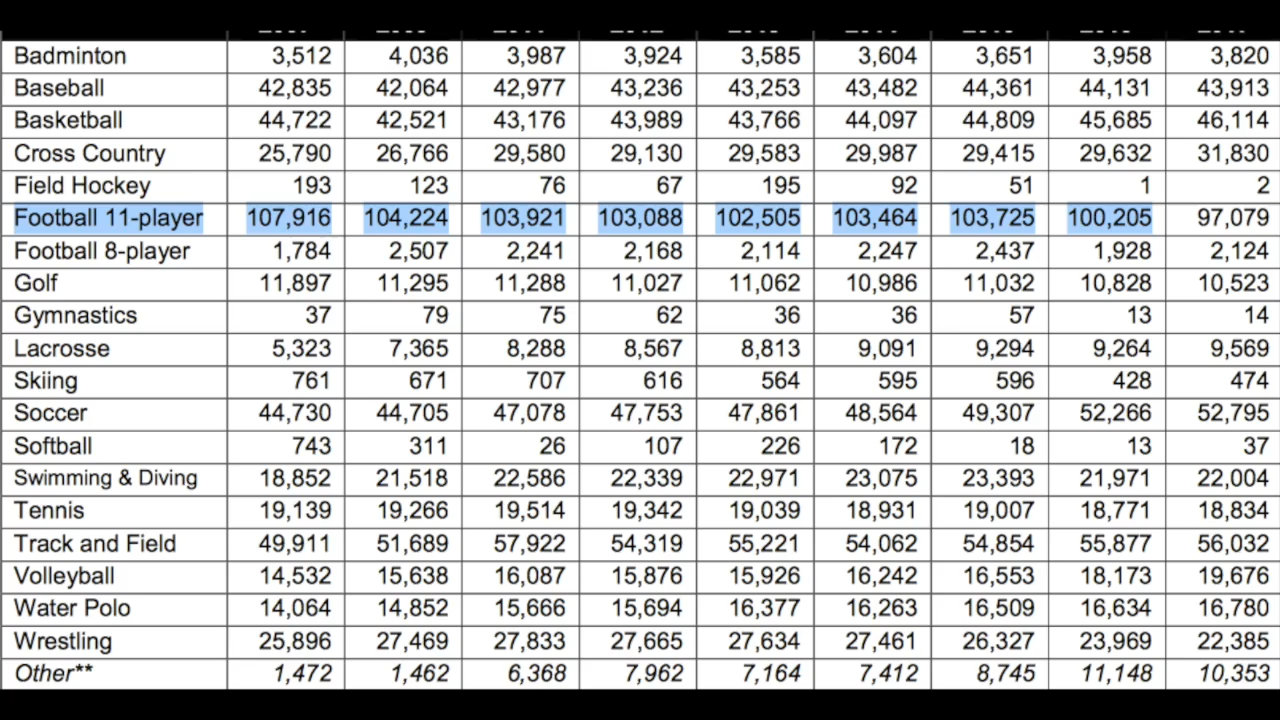 Badminton 3,512 4,036 3,987 3,924 3,585 3,604 3,651 3,958 3,820
Baseball 42,835 42,064 42,977 43,236 43,253 43,482 44,361 44,131 43,913
Basketball 44,722 42,521 43,176 43,989 43,766 44,097 44,809 45,685 46,114
Cross Country 25,790 26,766 29,580 29,130 29,583 29,987 29,415 29,632 31,830
Field Hockey 193 123 76 67 195 92 51 1 2
Football 11-player 107,916 104,224 103,921 103,088 102,505 103,464 103,725 100,205 97,079
Football 8-player 1,784 2,507 2,241 2,168 2,114 2,247 2,437 1,928 2,124
Golf 11,897 11,295 11,288 11,027 11,062 10,986 11,032 10,828 10,523
Gymnastics 37 79 75 62 36 36 57 13 14
Lacrosse 5,323 7,365 8,288 8,567 8,813 9,091 9,294 9,264 9,569
Skiing 761 671 707 616 564 595 596 428 474
Soccer 44,730 44,705 47,078 47,753 47,861 48,564 49,307 52,266 52,795
Softball 743 311 26 107 226 172 18 13 37
Swimming & Diving 18,852 21,518 22,586 22,339 22,971 23,075 23,393 21,971 22,004
Tennis 19,139 19,266 19,514 19,342 19,039 18,931 19,007 18,771 18,834
Track and Field 49,911 51,689 57,922 54,319 55,221 54,062 54,854 55,877 56,032
Volleyball 14,532 15,638 16,087 15,876 15,926 16,242 16,553 18,173 19,676
Water Polo 14,064 14,852 15,666 15,694 16,377 16,263 16,509 16,634 16,780
Wrestling 25,896 27,469 27,833 27,665 27,634 27,461 26,327 23,969 22,385
Other** 1,472 1,462 6,368 7,962 7,164 7,412 8,745 11,148 10,353